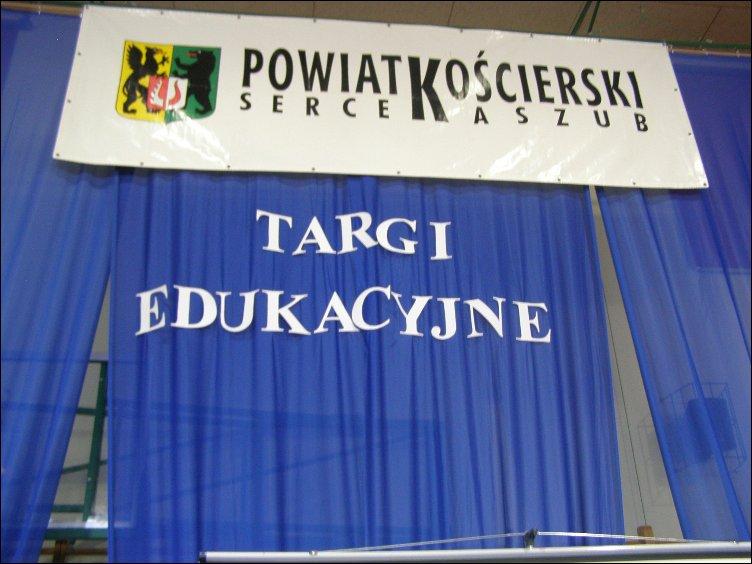 POWIAT KOŚCIERSKI
SERCE KASZUB
TARGI
EDUKACYJNE